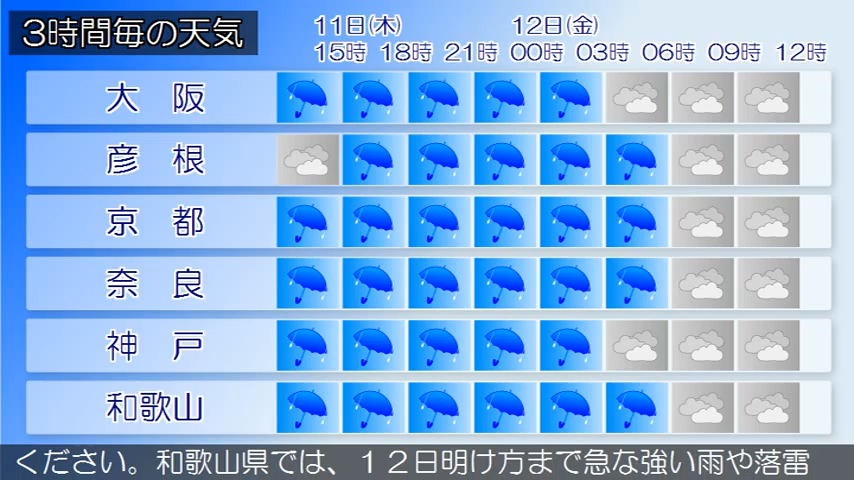 3時間毎の天気
11日(木) 12日(金)
15時 18時 21時 00時 03時 06時 09時 12時
大 阪
彦 根
京 都
奈 良
神 戸
和歌山
ください。和歌山県では、１２日明け方まで急な強い雨や落雷